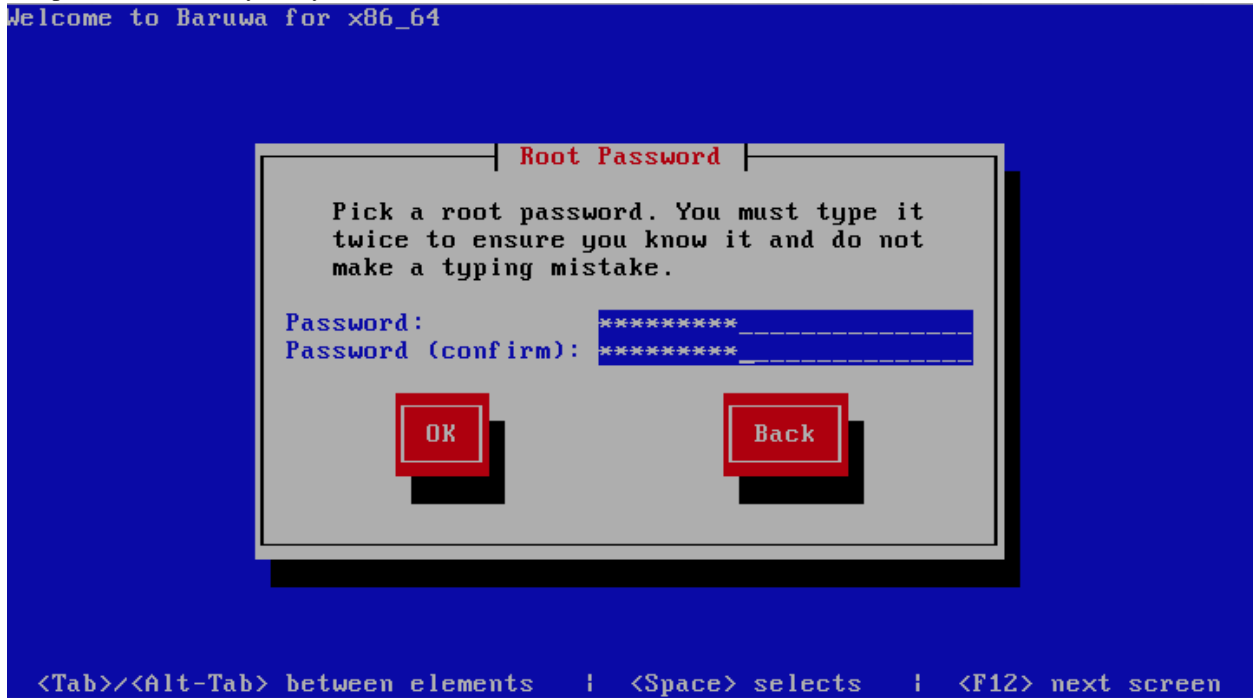 Welcome to Baruwa for x86_64
Root Password
Pick a root password. You must type it
twice to ensure you know it and do not
make a typing mistake.
Password: *********_______________
Password (confirm): *********_______________
OK Back
<Tab>/<Alt-Tab> between elements | <Space> selects | <F12> next screen